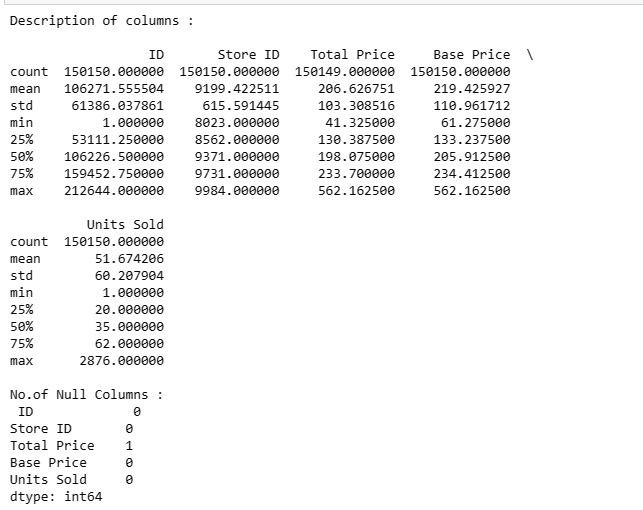 Description of columns :
ID Store ID Total Price Base Price \
count 150150.000000 150150.000000 150149.000000 150150.000000
mean 106271.555504 9199.422511 206.626751 219.425927
std 61386.037861 615.591445 103.308516 110.961712
min 1.000000 8023.000000 41.325000 61.275000
25% 53111.250000 8562.000000 130.387500 133.237500
50% 106226.500000 9371.000000 198.075000 205.912500
75% 159452.750000 9731.000000 233.700000 234.412500
max 212644.000000 9984.000000 562.162500 562.162500
Units Sold
count 150150.000000
mean 51.674206
std 60.207904
min 1.000000
25% 20.000000
50% 35.000000
75% 62.000000
max 2876.000000
No.of Null Columns :
ID 0
Store ID 0
Total Price 1
Base Price 0
Units Sold 0
dtype: int64